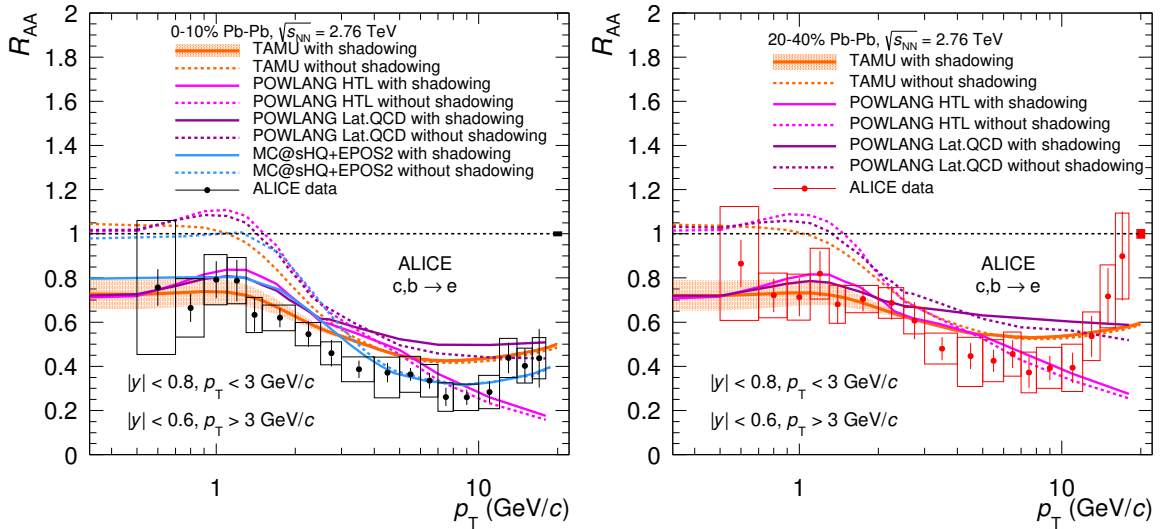 R_AA
2
1.8
1.6
1.4
1.2
1
0.8
0.6
0.4
0.2
0
0-10% Pb-Pb, √s_NN = 2.76 TeV
TAMU with shadowing
TAMU without shadowing
POWLANG HTL with shadowing
POWLANG HTL without shadowing
POWLANG Lat.QCD with shadowing
POWLANG Lat.QCD without shadowing
MC@sHQ+EPOS2 with shadowing
MC@sHQ+EPOS2 without shadowing
ALICE data
ALICE
c,b → e
|y| < 0.8, p_T < 3 GeV/c
|y| < 0.6, p_T > 3 GeV/c
1
10
p_T (GeV/c)
R_AA
2
1.8
1.6
1.4
1.2
1
0.8
0.6
0.4
0.2
0
20-40% Pb-Pb, √s_NN = 2.76 TeV
TAMU with shadowing
TAMU without shadowing
POWLANG HTL with shadowing
POWLANG HTL without shadowing
POWLANG Lat.QCD with shadowing
POWLANG Lat.QCD without shadowing
ALICE data
ALICE
c,b → e
|y| < 0.8, p_T < 3 GeV/c
|y| < 0.6, p_T > 3 GeV/c
1
10
p_T (GeV/c)